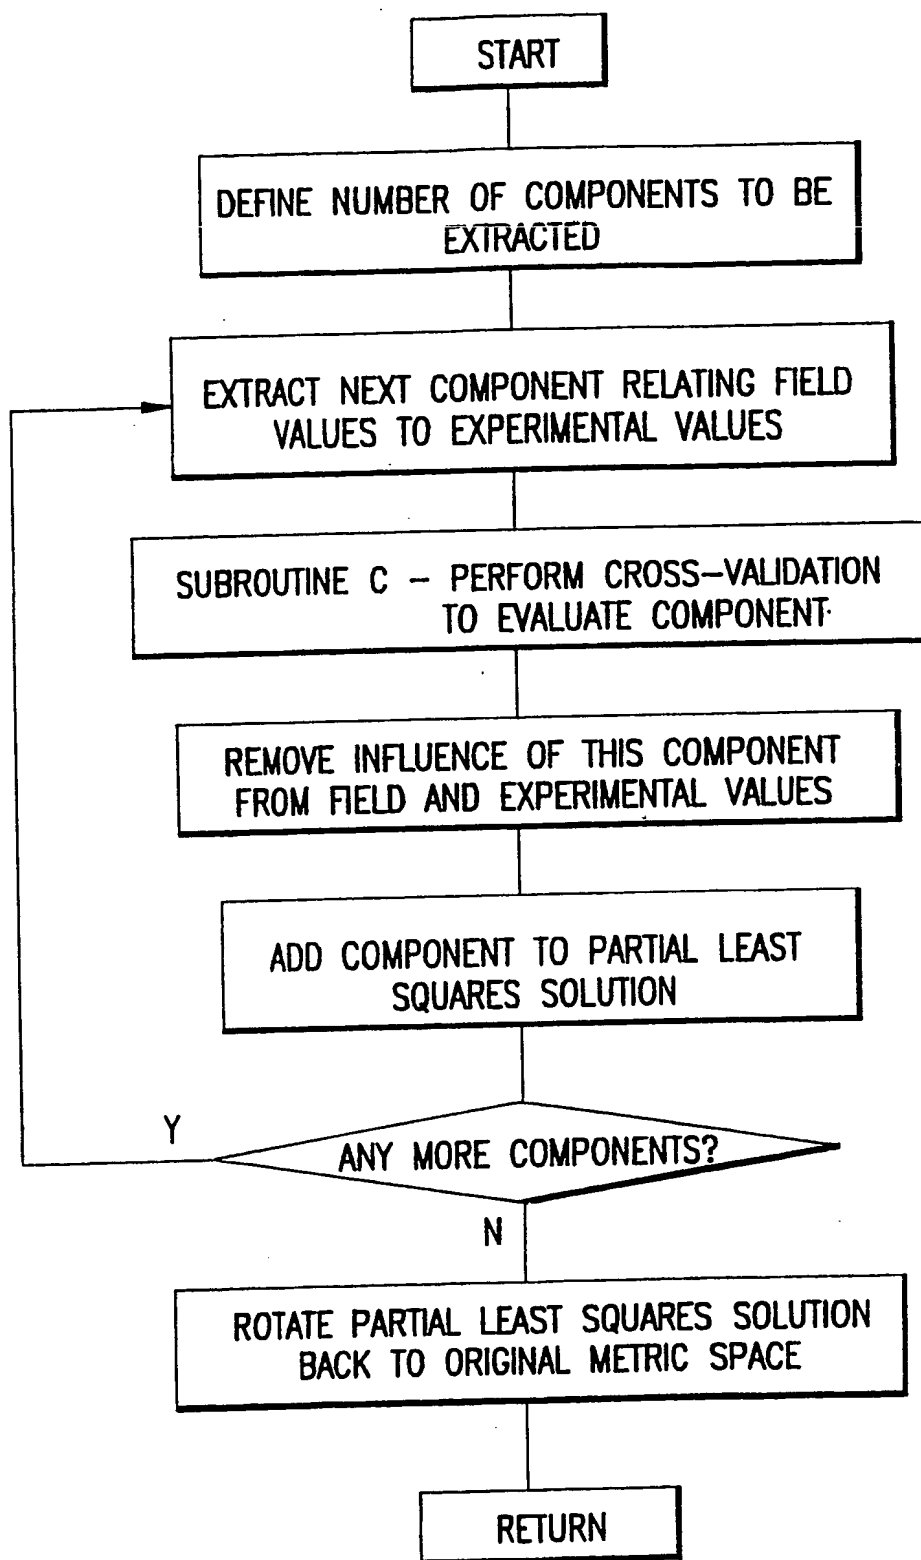 START
DEFINE NUMBER OF COMPONENTS TO BE
EXTRACTED
EXTRACT NEXT COMPONENT RELATING FIELD
VALUES TO EXPERIMENTAL VALUES
SUBROUTINE C - PERFORM CROSS-VALIDATION
TO EVALUATE COMPONENT
REMOVE INFLUENCE OF THIS COMPONENT
FROM FIELD AND EXPERIMENTAL VALUES
ADD COMPONENT TO PARTIAL LEAST
SQUARES SOLUTION
Y
ANY MORE COMPONENTS?
N
ROTATE PARTIAL LEAST SQUARES SOLUTION
BACK TO ORIGINAL METRIC SPACE
RETURN